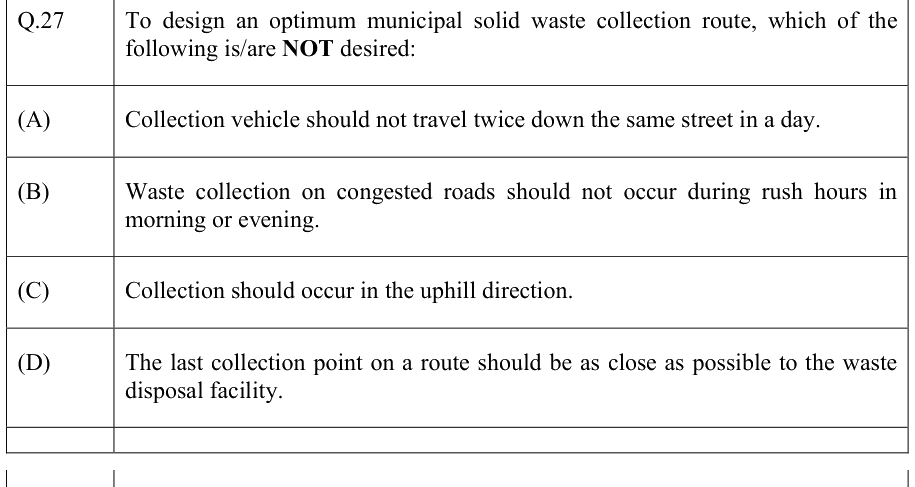 Q.27 To design an optimum municipal solid waste collection route, which of the
following is/are NOT desired:
(A) Collection vehicle should not travel twice down the same street in a day.
(B) Waste collection on congested roads should not occur during rush hours in
morning or evening.
(C) Collection should occur in the uphill direction.
(D) The last collection point on a route should be as close as possible to the waste
disposal facility.